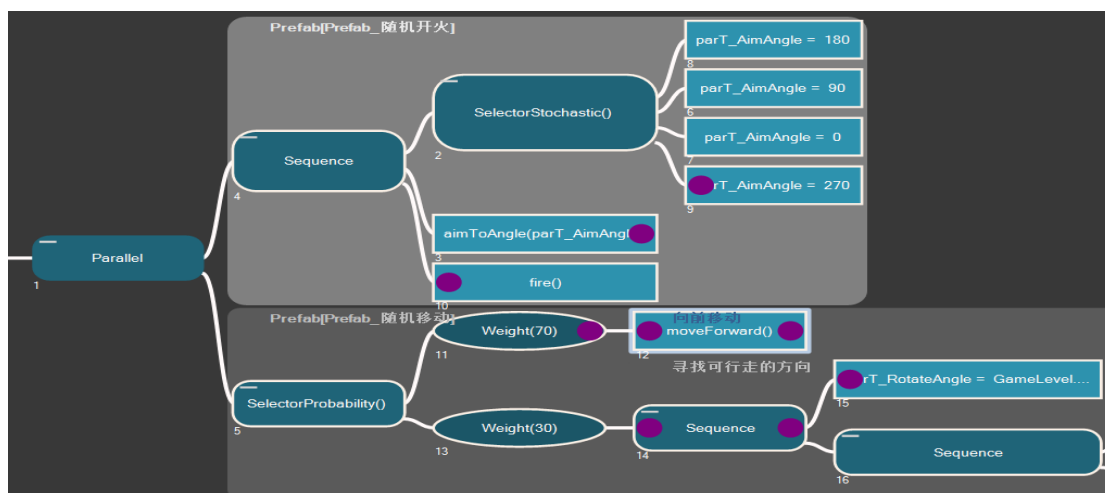 Prefab[Prefab_随机开火]
parT_AimAngle = 180
8
parT_AimAngle = 90
6
SelectorStochastic()
2
parT_AimAngle = 0
7
Sequence
4
rT_AimAngle = 270
9
aimToAngle(parT_AimAng
3
Parallel
1
fire()
10
Prefab[Prefab_随机移动]
向前移动
Weight(70)
11
moveForward()
12
寻找可行走的方向
rT_RotateAngle = GameLevel....
15
SelectorProbability()
5
Weight(30)
13
Sequence
14
Sequence
16